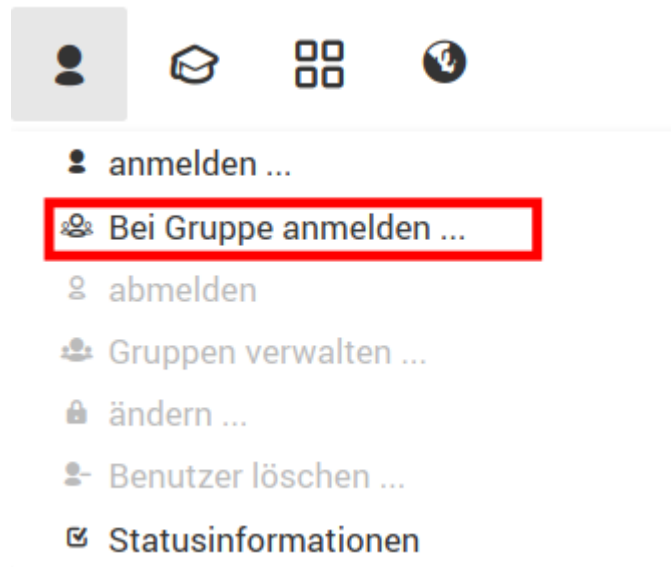 anmelden ...
Bei Gruppe anmelden ...
abmelden
Gruppen verwalten ...
ändern ...
Benutzer löschen ...
Statusinformationen